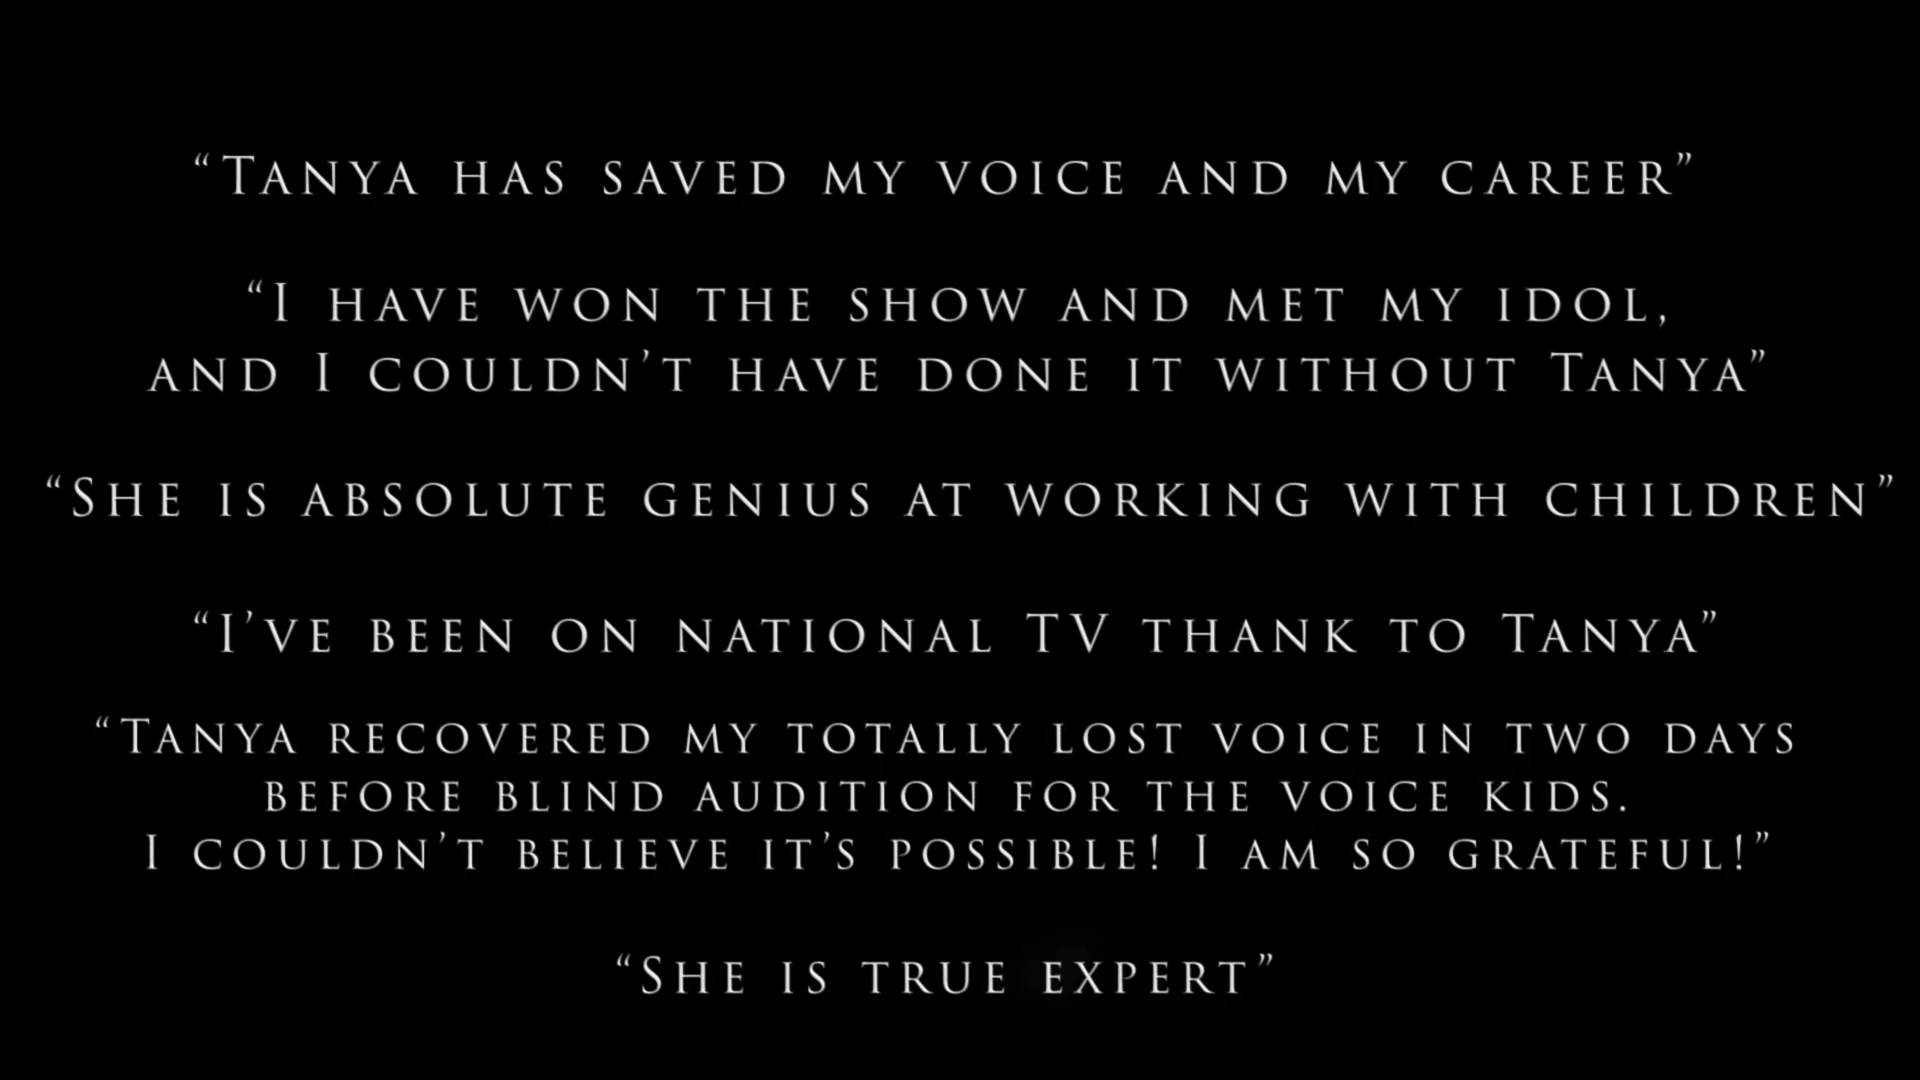 “Tanya has saved my voice and my career”
“I have won the show and met my idol,
and I couldn’t have done it without Tanya”
“She is absolute genius at working with children”
“I’ve been on national TV thank to Tanya”
“Tanya recovered my totally lost voice in two days
before blind audition for the voice kids.
I couldn’t believe it’s possible! I am so grateful!”
“She is true expert”